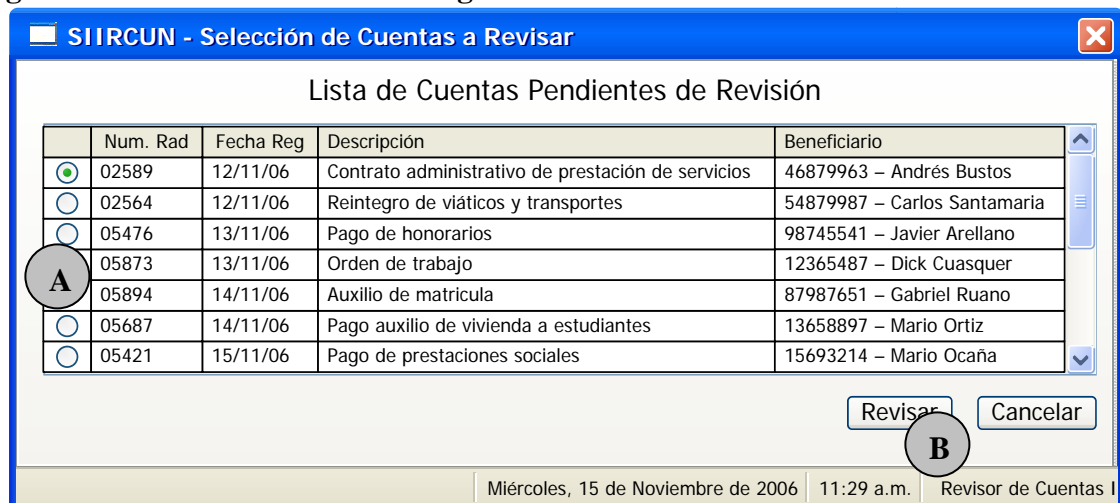 SIIRCUN - Selección de Cuentas a Revisar
Lista de Cuentas Pendientes de Revisión
Num. Rad Fecha Reg Descripción Beneficiario
02589 12/11/06 Contrato administrativo de prestación de servicios 46879963 – Andrés Bustos
02564 12/11/06 Reintegro de viáticos y transportes 54879987 – Carlos Santamaria
05476 13/11/06 Pago de honorarios 98745541 – Javier Arellano
05873 13/11/06 Orden de trabajo 12365487 – Dick Cuasquer
A
05894 14/11/06 Auxilio de matricula 87987651 – Gabriel Ruano
05687 14/11/06 Pago auxilio de vivienda a estudiantes 13658897 – Mario Ortiz
05421 15/11/06 Pago de prestaciones sociales 15693214 – Mario Ocaña
Revisar Cancelar
B
Miércoles, 15 de Noviembre de 2006 11:29 a.m. Revisor de Cuentas